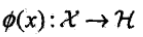 ϕ(x): 𝒳 → ℋ